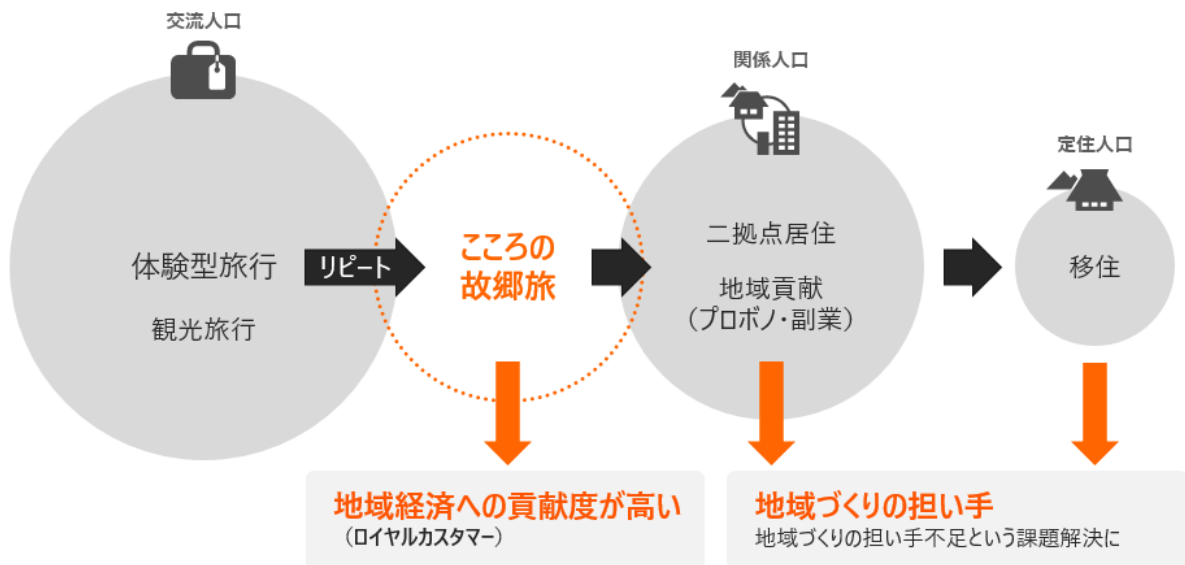 交流人口
体験型旅行
観光旅行
リピート
こころの
故郷旅
関係人口
二拠点居住
地域貢献
（プロボノ・副業）
定住人口
移住
地域経済への貢献度が高い
（ロイヤルカスタマー）
地域づくりの担い手
地域づくりの担い手不足という課題解決に